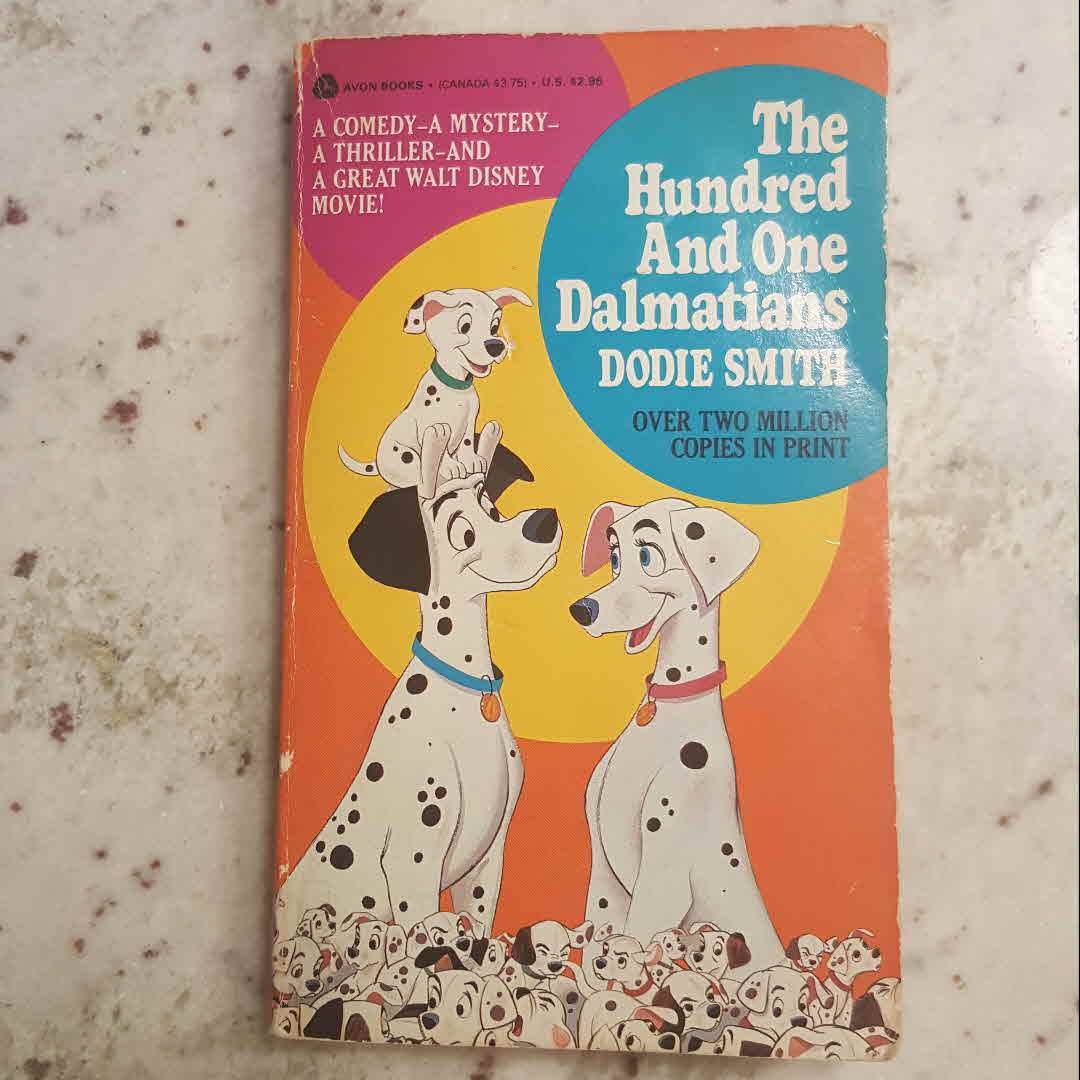 AVON BOOKS • (CANADA $3.75) • U.S. $2.95
A COMEDY–A MYSTERY–
A THRILLER–AND
A GREAT WALT DISNEY
MOVIE!
The
Hundred
And One
Dalmatians
DODIE SMITH
OVER TWO MILLION
COPIES IN PRINT